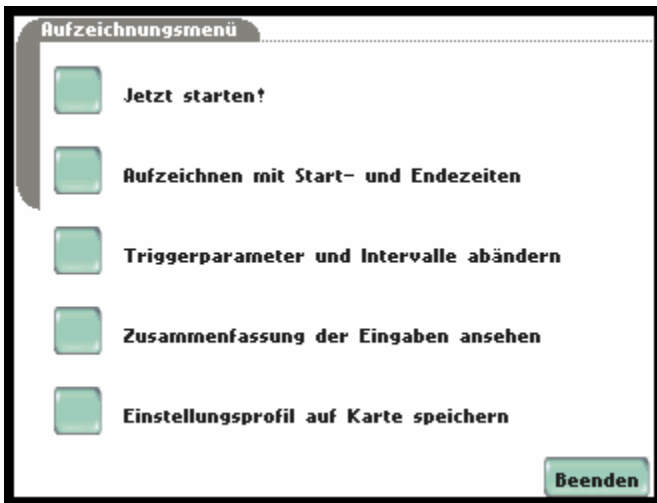 Aufzeichnungsmenü
Jetzt starten!
Aufzeichnen mit Start- und Endezeiten
Triggerparameter und Intervalle abändern
Zusammenfassung der Eingaben ansehen
Einstellungsprofil auf Karte speichern
Beenden